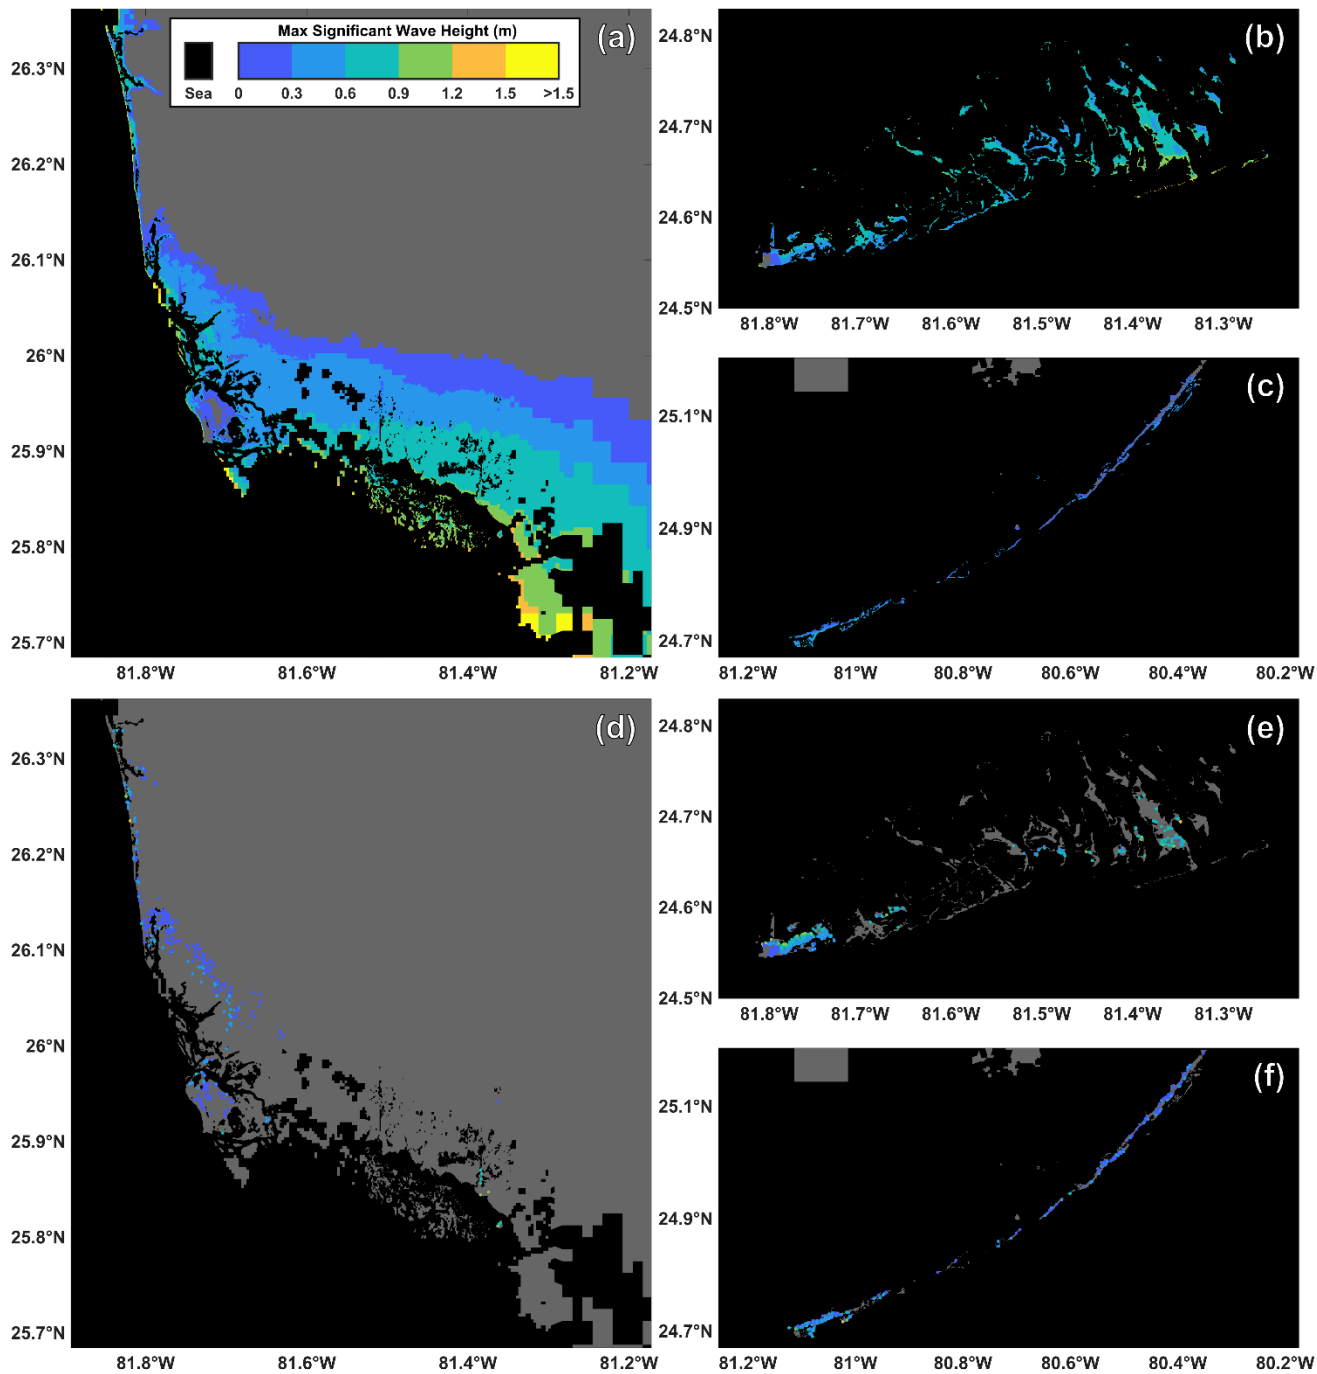 Max Significant Wave Height (m)
Sea 0 0.3 0.6 0.9 1.2 1.5 >1.5
(a)
26.3°N
26.2°N
26.1°N
26°N
25.9°N
25.8°N
25.7°N
81.8°W 81.6°W 81.4°W 81.2°W
(b)
24.8°N
24.7°N
24.6°N
24.5°N
81.8°W 81.7°W 81.6°W 81.5°W 81.4°W 81.3°W
(c)
25.1°N
24.9°N
24.7°N
81.2°W 81°W 80.8°W 80.6°W 80.4°W 80.2°W
(d)
26.3°N
26.2°N
26.1°N
26°N
25.9°N
25.8°N
25.7°N
81.8°W 81.6°W 81.4°W 81.2°W
(e)
24.8°N
24.7°N
24.6°N
24.5°N
81.8°W 81.7°W 81.6°W 81.5°W 81.4°W 81.3°W
(f)
25.1°N
24.9°N
24.7°N
81.2°W 81°W 80.8°W 80.6°W 80.4°W 80.2°W